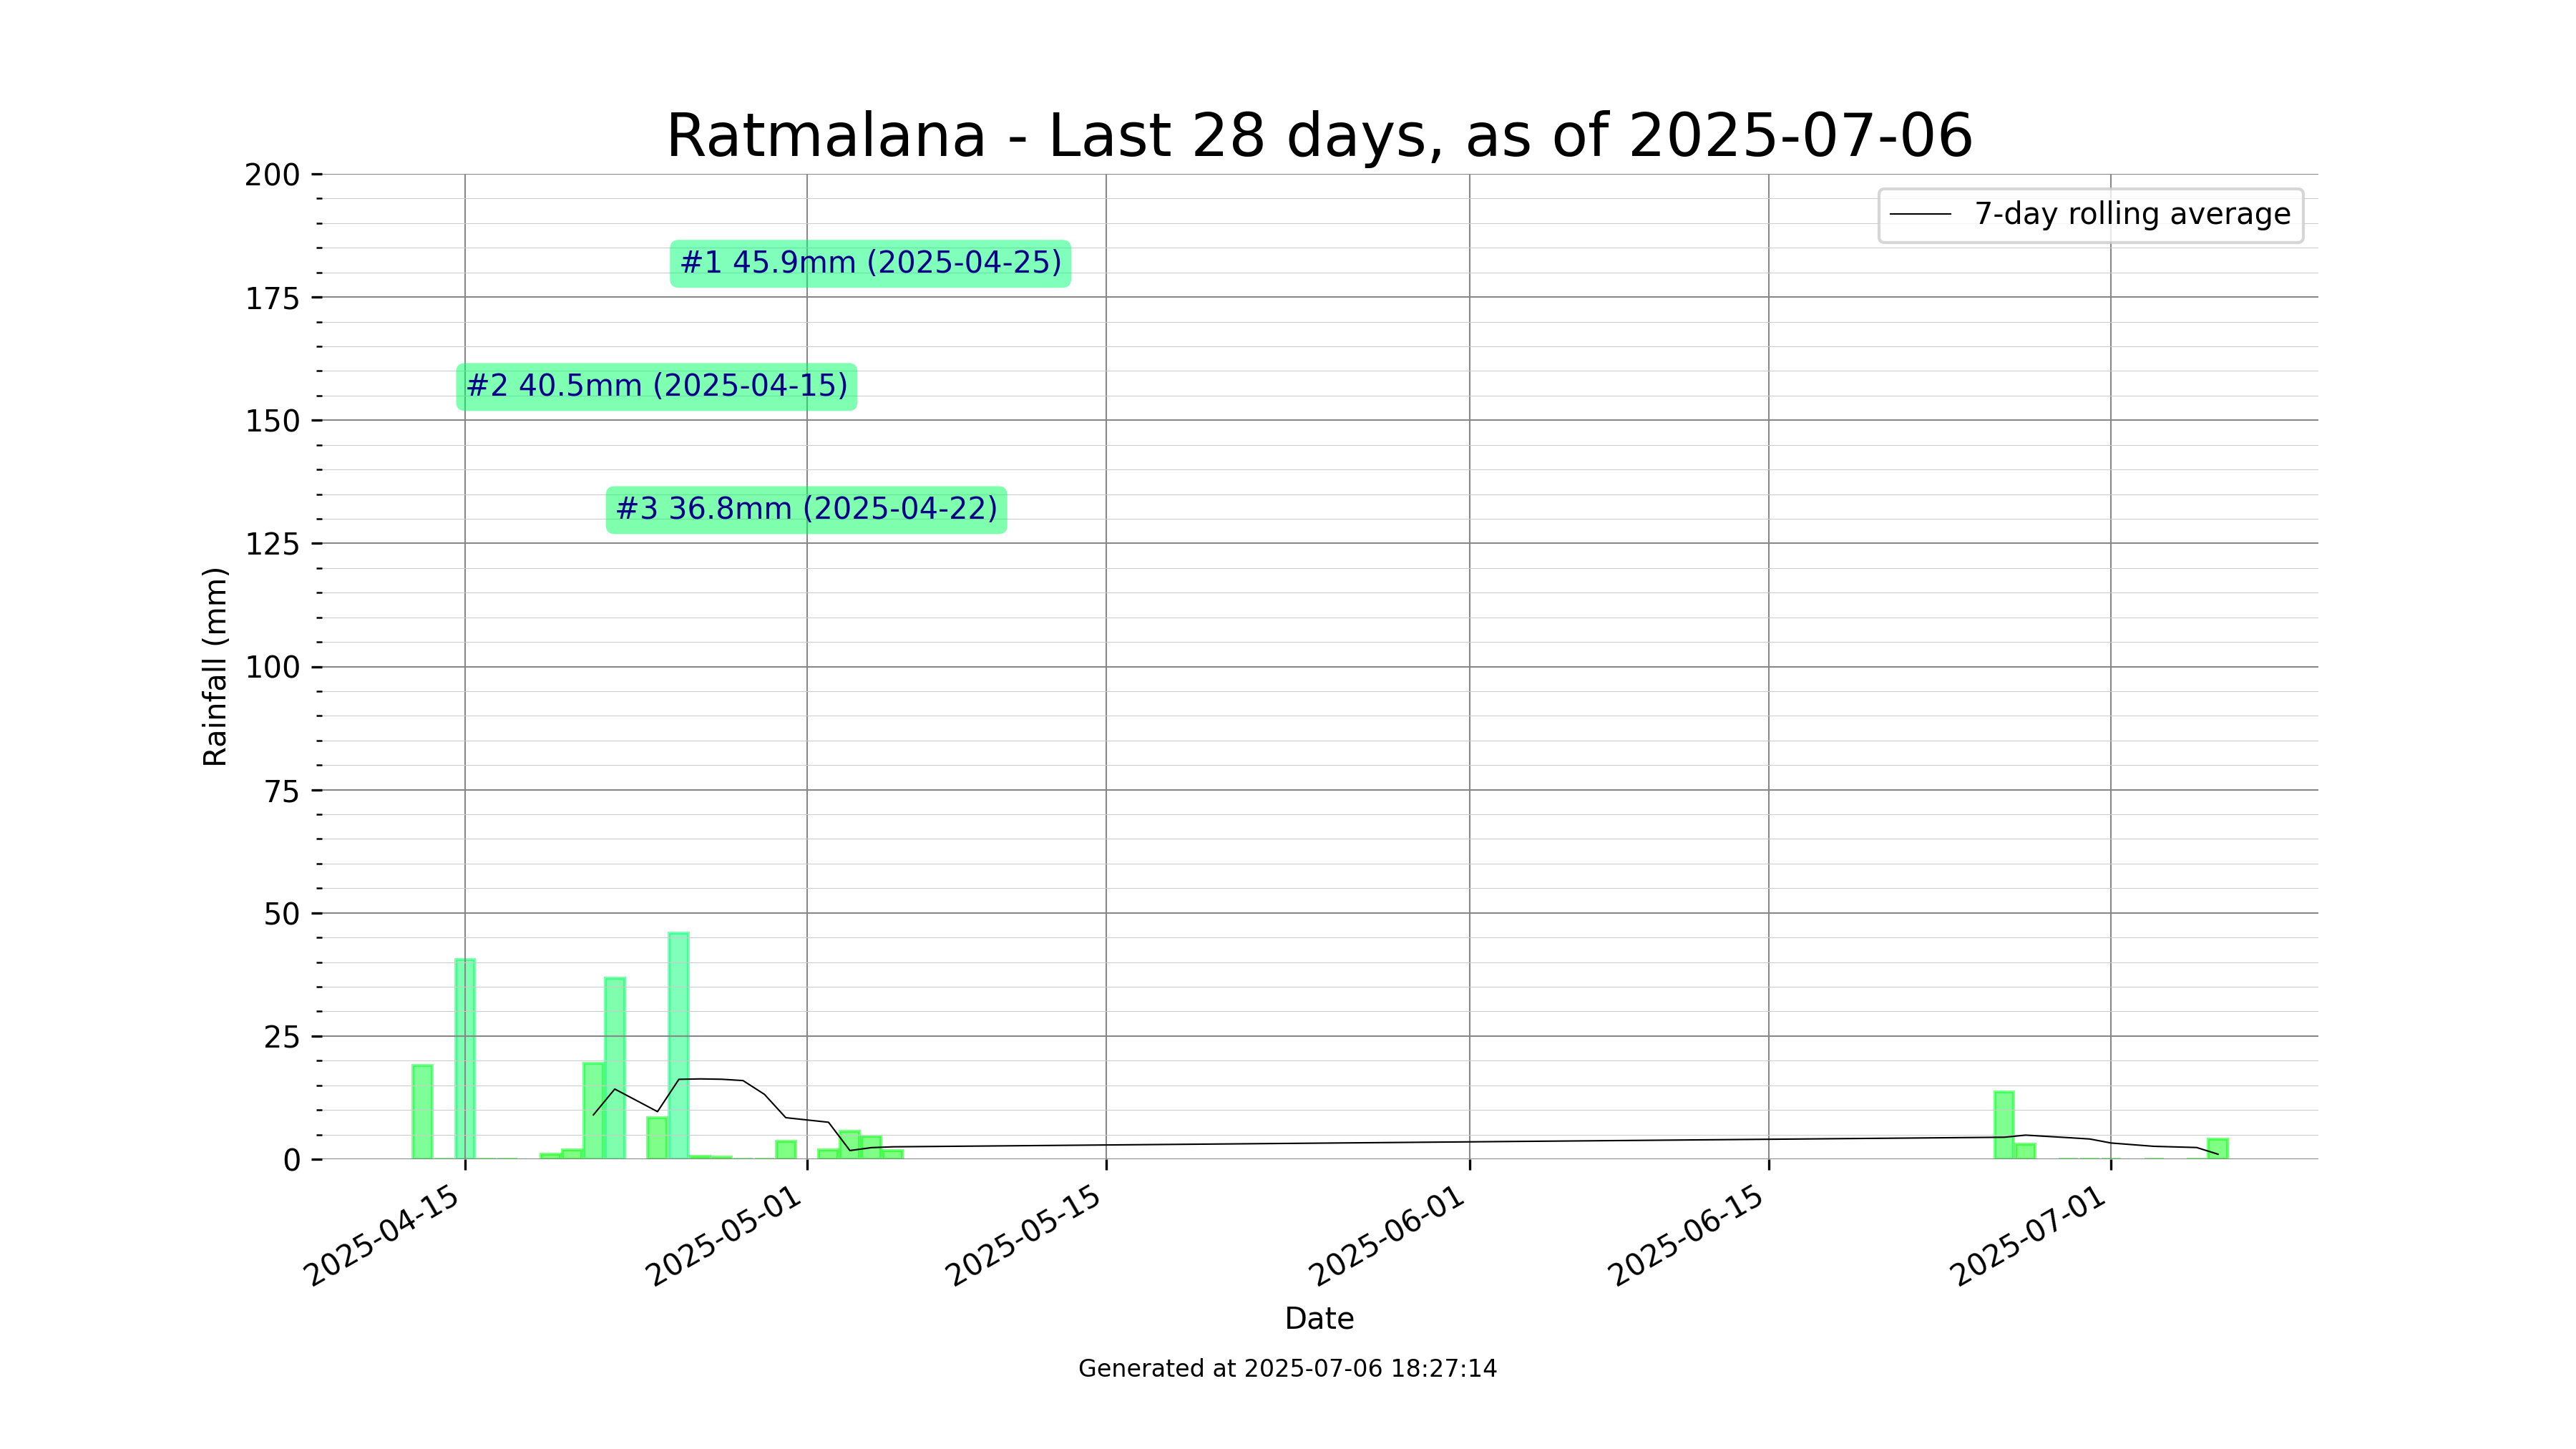 Ratmalana - Last 28 days, as of 2025-07-06
7-day rolling average
#1 45.9mm (2025-04-25)
#2 40.5mm (2025-04-15)
#3 36.8mm (2025-04-22)
Rainfall (mm)
200
175
150
125
100
75
50
25
0
2025-04-15
2025-05-01
2025-05-15
2025-06-01
2025-06-15
2025-07-01
Date
Generated at 2025-07-06 18:27:14